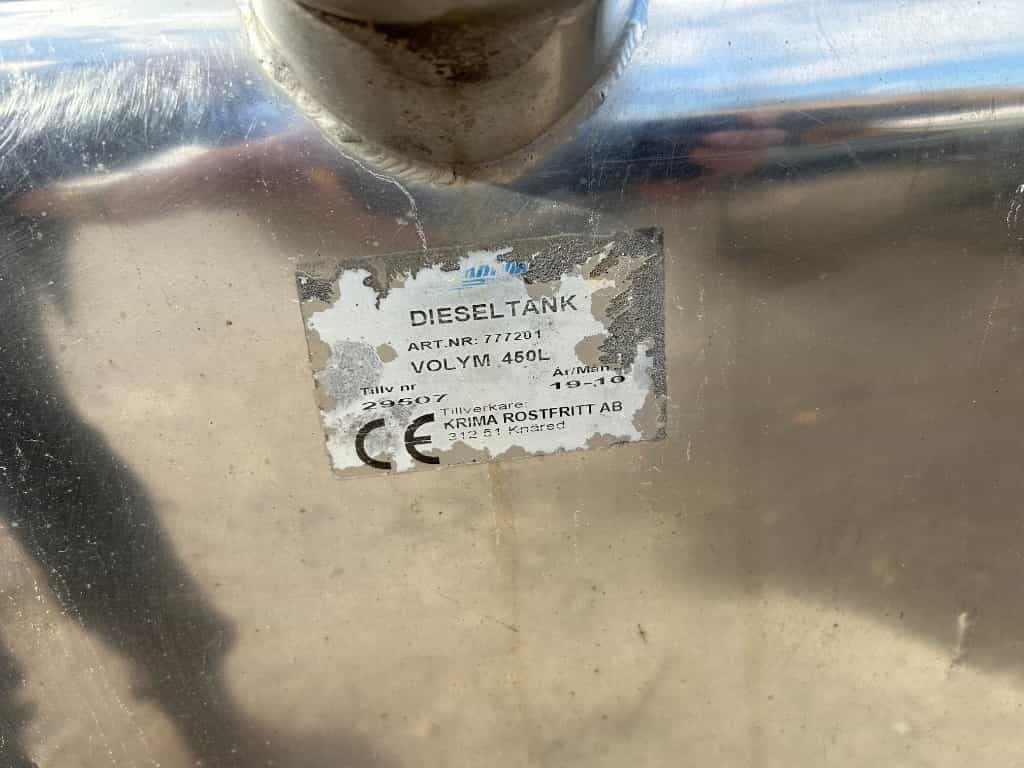 DIESELTANK
ART.NR: 777201
VOLYM 450L
Tillv nr
År/Mån
29507
19-10
Tillverkare:
KRIMA ROSTFRITT AB
312 51 Knäred
CE